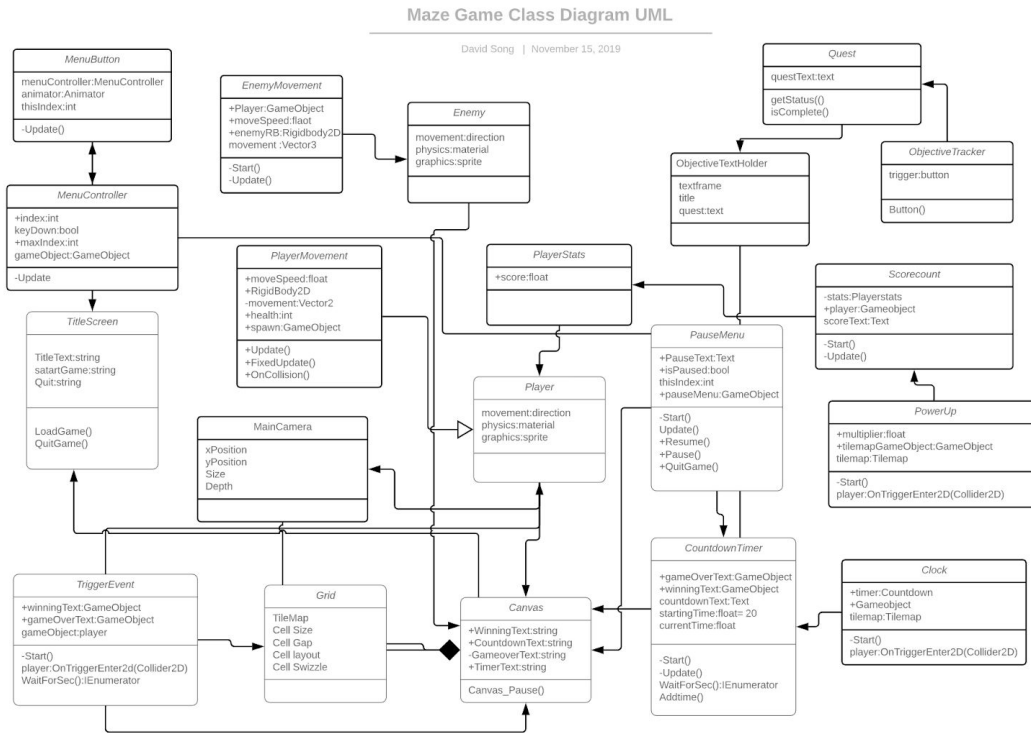 Maze Game Class Diagram UML
David Song | November 15, 2019
MenuButton
menuController:MenuController
animator:Animator
thisIndex:int
-Update()
EnemyMovement
+Player:GameObject
+moveSpeed:flaot
+enemyRB:Rigidbody2D
movement :Vector3
-Start()
-Update()
Enemy
movement:direction
physics:material
graphics:sprite
Quest
questText:text
getStatus(()
isComplete()
ObjectiveTextHolder
textframe
title
quest:text
ObjectiveTracker
trigger:button
Button()
MenuController
+index:int
keyDown:bool
+maxIndex:int
gameObject:GameObject
-Update
PlayerMovement
+moveSpeed:float
+RigidBody2D
-movement:Vector2
+health:int
+spawn:GameObject
+Update()
+FixedUpdate()
+OnCollision()
PlayerStats
+score:float
Scorecount
-stats:Playerstats
+player:Gameobject
scoreText:Text
-Start()
-Update()
TitleScreen
TitleText:string
satartGame:string
Quit:string
LoadGame()
QuitGame()
PauseMenu
+PauseText:Text
+isPaused:bool
thisIndex:int
+pauseMenu:GameObject
-Start()
Update()
+Resume()
+Pause()
+QuitGame()
Player
movement:direction
physics:material
graphics:sprite
MainCamera
xPosition
yPosition
Size
Depth
PowerUp
+multiplier:float
+tilemapGameObject:GameObject
tilemap:Tilemap
-Start()
player:OnTriggerEnter2D(Collider2D)
TriggerEvent
+winningText:GameObject
+gameOverText:GameObject
gameObject:player
-Start()
player:OnTriggerEnter2d(Collider2D)
WaitForSec():IEnumerator
Grid
TileMap
Cell Size
Cell Gap
Cell layout
Cell Swizzle
Canvas
+WinningText:string
+CountdownText:string
-GameoverText:string
+TimerText:string
Canvas_Pause()
CountdownTimer
+gameOverText:GameObject
+winningText:GameObject
countdownText:Text
startingTime:float= 20
currentTime:float
-Start()
-Update()
WaitForSec():IEnumerator
Addtime()
Clock
+timer:Countdown
+Gameobject
tilemap:Tilemap
-Start()
player:OnTriggerEnter2D(Collider2D)